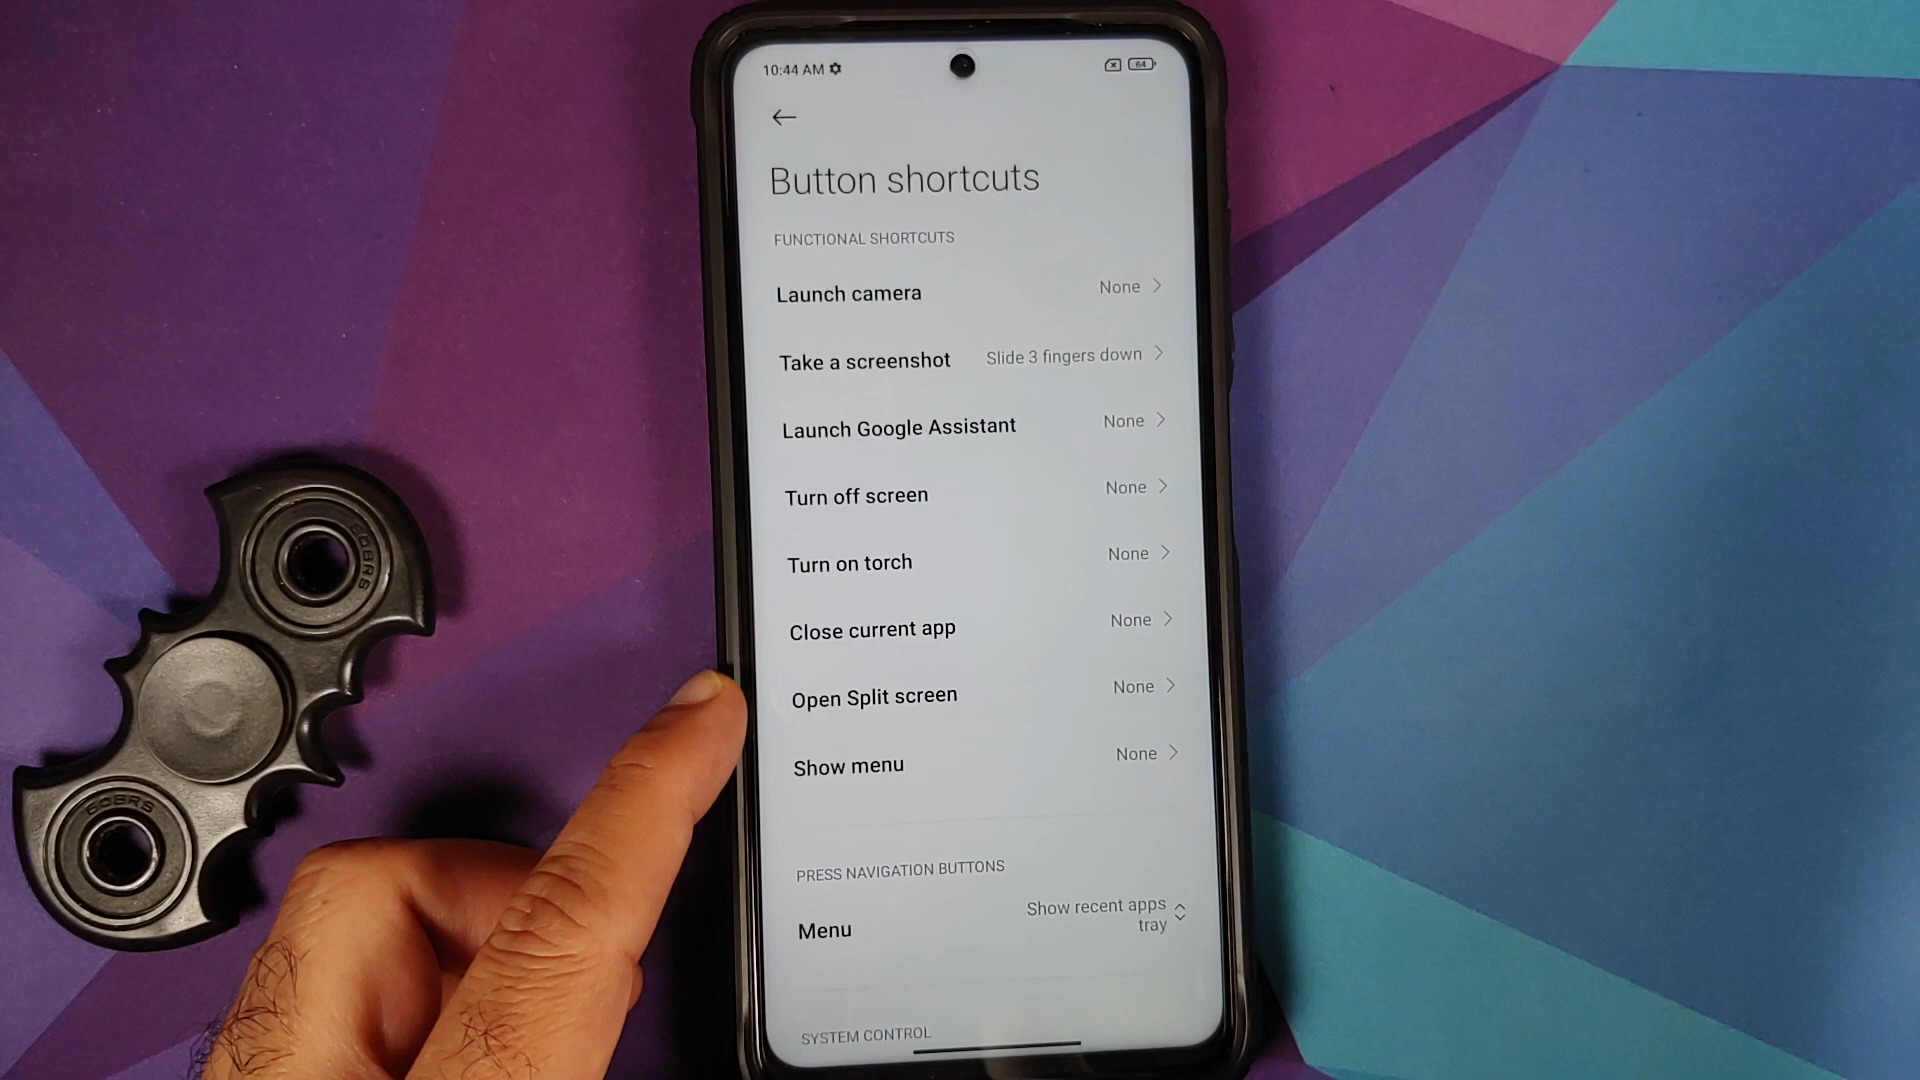 10:44 AM
64
Button shortcuts
FUNCTIONAL SHORTCUTS
Launch camera None
Take a screenshot Slide 3 fingers down
Launch Google Assistant None
Turn off screen None
Turn on torch None
Close current app None
Open Split screen None
Show menu None
PRESS NAVIGATION BUTTONS
Menu Show recent apps
tray
SYSTEM CONTROL